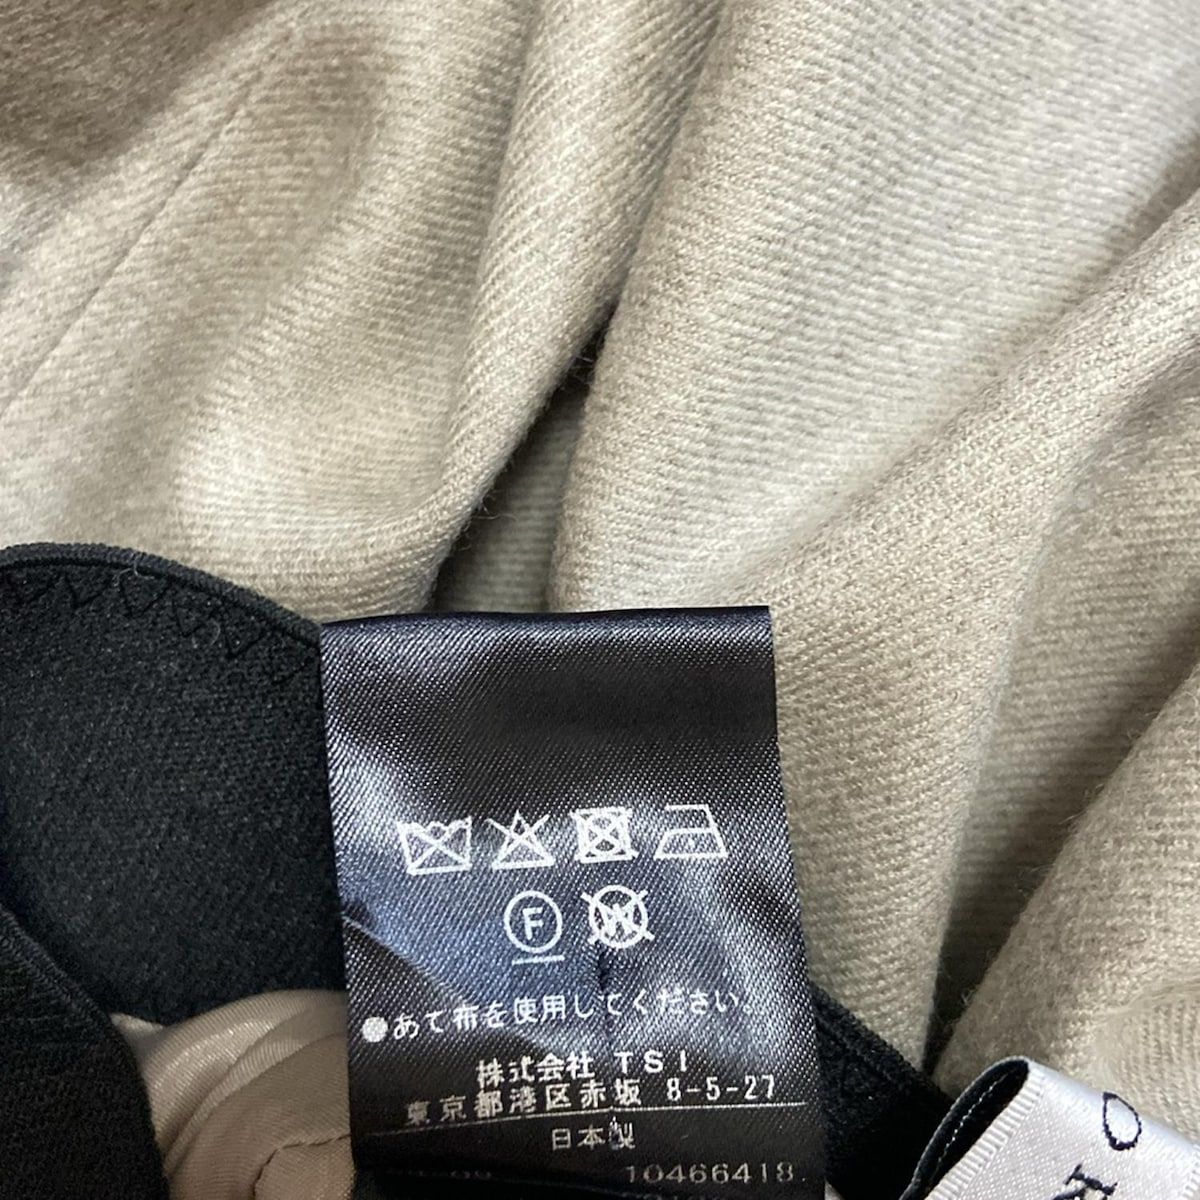 F W
●あて布を使用してください。
株式会社 TSI
東京都港区赤坂 8-5-27
日本製
10466418
OK